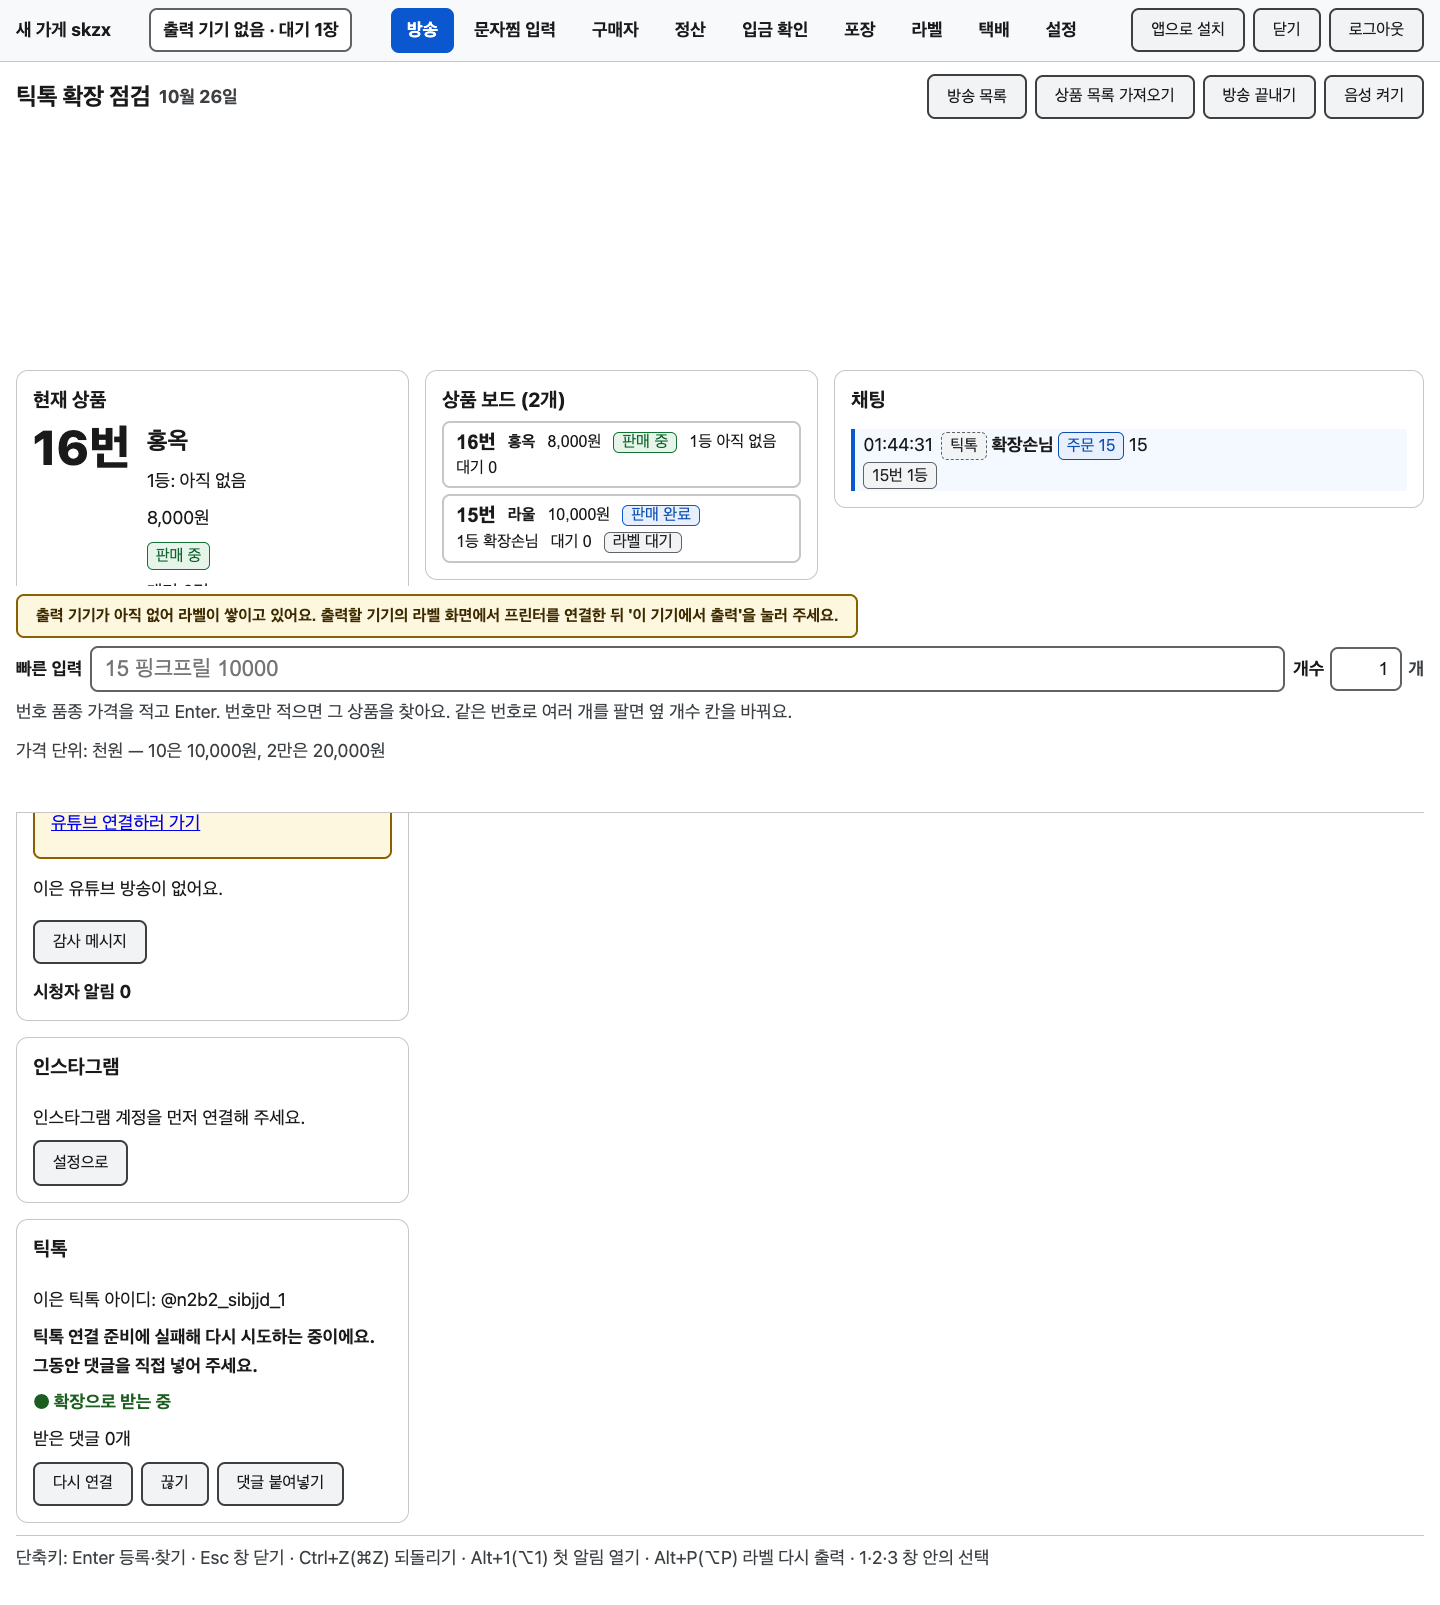 새 가게 skzx
출력 기기 없음 · 대기 1장
방송
문자찜 입력
구매자
정산
입금 확인
포장
라벨
택배
설정
앱으로 설치
닫기
로그아웃
틱톡 확장 점검 10월 26일
방송 목록
상품 목록 가져오기
방송 끝내기
음성 켜기
현재 상품
16번 홍옥
1등: 아직 없음
8,000원
판매 중
상품 보드 (2개)
16번 홍옥 8,000원 판매 중 1등 아직 없음
대기 0
15번 라울 10,000원 판매 완료
1등 확장손님 대기 0 라벨 대기
채팅
01:44:31 틱톡 확장손님 주문 15 15
15번 1등
출력 기기가 아직 없어 라벨이 쌓이고 있어요. 출력할 기기의 라벨 화면에서 프린터를 연결한 뒤 '이 기기에서 출력'을 눌러 주세요.
빠른 입력 15 핑크프릴 10000 개수 1 개
번호 품종 가격을 적고 Enter. 번호만 적으면 그 상품을 찾아요. 같은 번호로 여러 개를 팔면 옆 개수 칸을 바꿔요.
가격 단위: 천원 — 10은 10,000원, 2만은 20,000원
유튜브 연결하러 가기
이은 유튜브 방송이 없어요.
감사 메시지
시청자 알림 0
인스타그램
인스타그램 계정을 먼저 연결해 주세요.
설정으로
틱톡
이은 틱톡 아이디: @n2b2_sibjjd_1
틱톡 연결 준비에 실패해 다시 시도하는 중이에요.
그동안 댓글을 직접 넣어 주세요.
● 확장으로 받는 중
받은 댓글 0개
다시 연결
끊기
댓글 붙여넣기
단축키: Enter 등록·찾기 · Esc 창 닫기 · Ctrl+Z(⌘Z) 되돌리기 · Alt+1(⌥1) 첫 알림 열기 · Alt+P(⌥P) 라벨 다시 출력 · 1·2·3 창 안의 선택